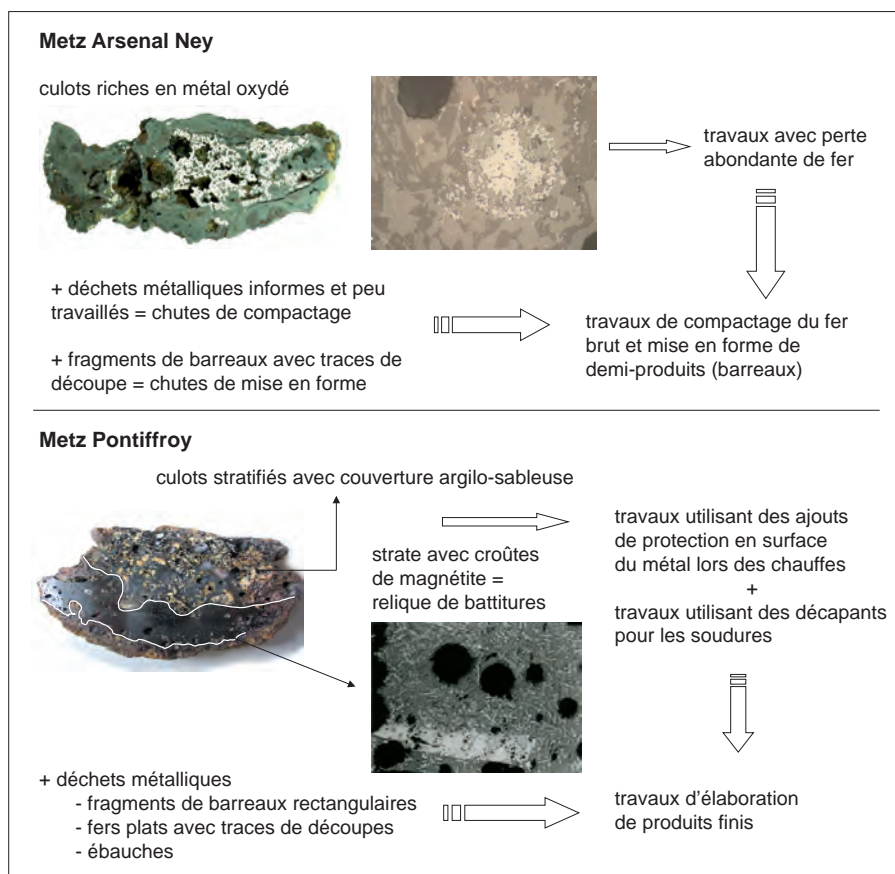 Metz Arsenal Ney
culots riches en métal oxydé
travaux avec perte
abondante de fer
+ déchets métalliques informes et peu
travaillés = chutes de compactage
+ fragments de barreaux avec traces de
découpe = chutes de mise en forme
travaux de compactage du fer
brut et mise en forme de
demi-produits (barreaux)
Metz Pontiffroy
culots stratifiés avec couverture argilo-sableuse
strate avec croûtes
de magnétite =
relique de battitures
travaux utilisant des ajouts
de protection en surface
du métal lors des chauffes
+
travaux utilisant des décapants
pour les soudures
+ déchets métalliques
- fragments de barreaux rectangulaires
- fers plats avec traces de découpes
- ébauches
travaux d'élaboration
de produits finis